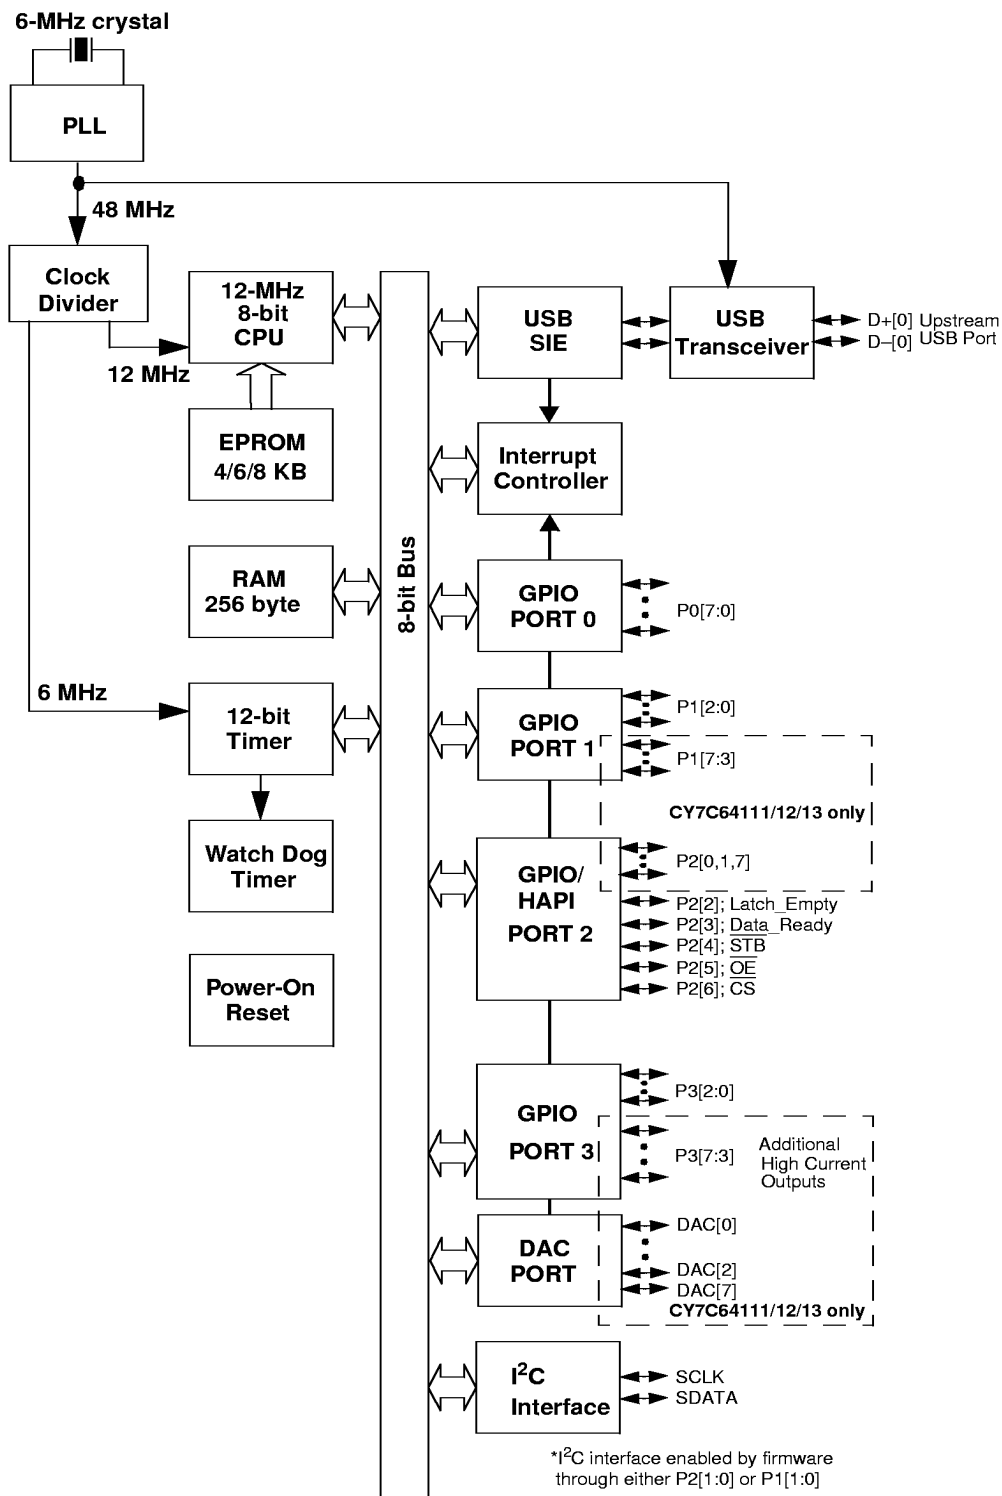 6-MHz crystal
PLL
48 MHz
Clock
Divider
12-MHz
8-bit
CPU
12 MHz
EPROM
4/6/8 KB
RAM
256 byte
6 MHz
12-bit
Timer
Watch Dog
Timer
Power-On
Reset
8-bit Bus
USB
SIE
USB
Transceiver
D+[0] Upstream
D–[0] USB Port
Interrupt
Controller
GPIO
PORT 0
P0[7:0]
GPIO
PORT 1
P1[2:0]
P1[7:3]
CY7C64111/12/13 only
GPIO/
HAPI
PORT 2
P2[0,1,7]
P2[2]; Latch_Empty
P2[3]; Data_Ready
P2[4]; S̅T̅B̅
P2[5]; O̅E̅
P2[6]; C̅S̅
GPIO
PORT 3
P3[2:0]
P3[7:3]
Additional
High Current
Outputs
DAC
PORT
DAC[0]
DAC[2]
DAC[7]
CY7C64111/12/13 only
I²C
Interface
SCLK
SDATA
*I²C interface enabled by firmware
through either P2[1:0] or P1[1:0]